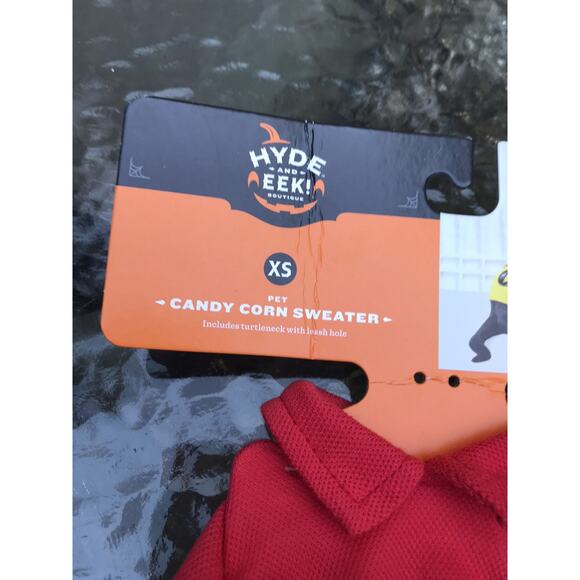 HYDE
AND
EEK!
BOUTIQUE
XS
PET
CANDY CORN SWEATER
Includes turtleneck with leash hole